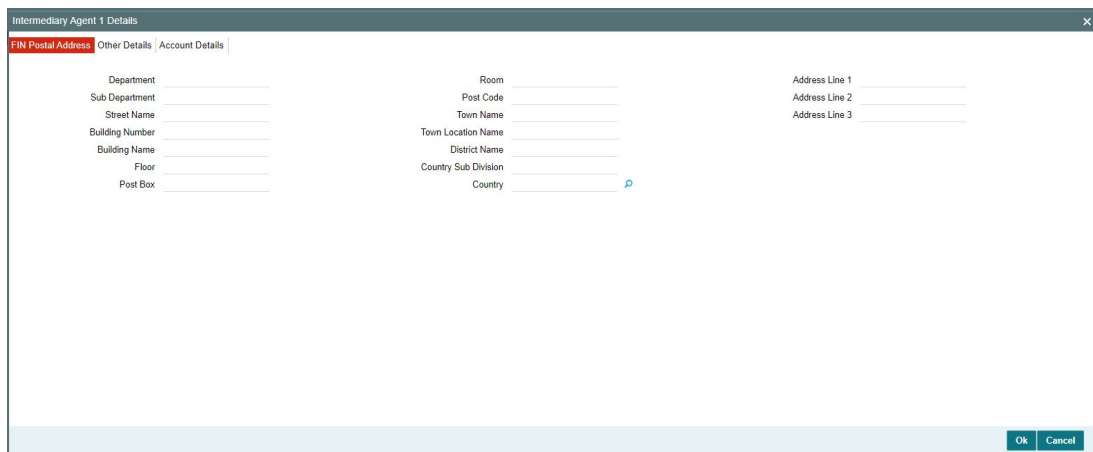 Intermediary Agent 1 Details
FIN Postal Address Other Details Account Details
Department Room Address Line 1
Sub Department Post Code Address Line 2
Street Name Town Name Address Line 3
Building Number Town Location Name
Building Name District Name
Floor Country Sub Division
Post Box Country
Ok Cancel